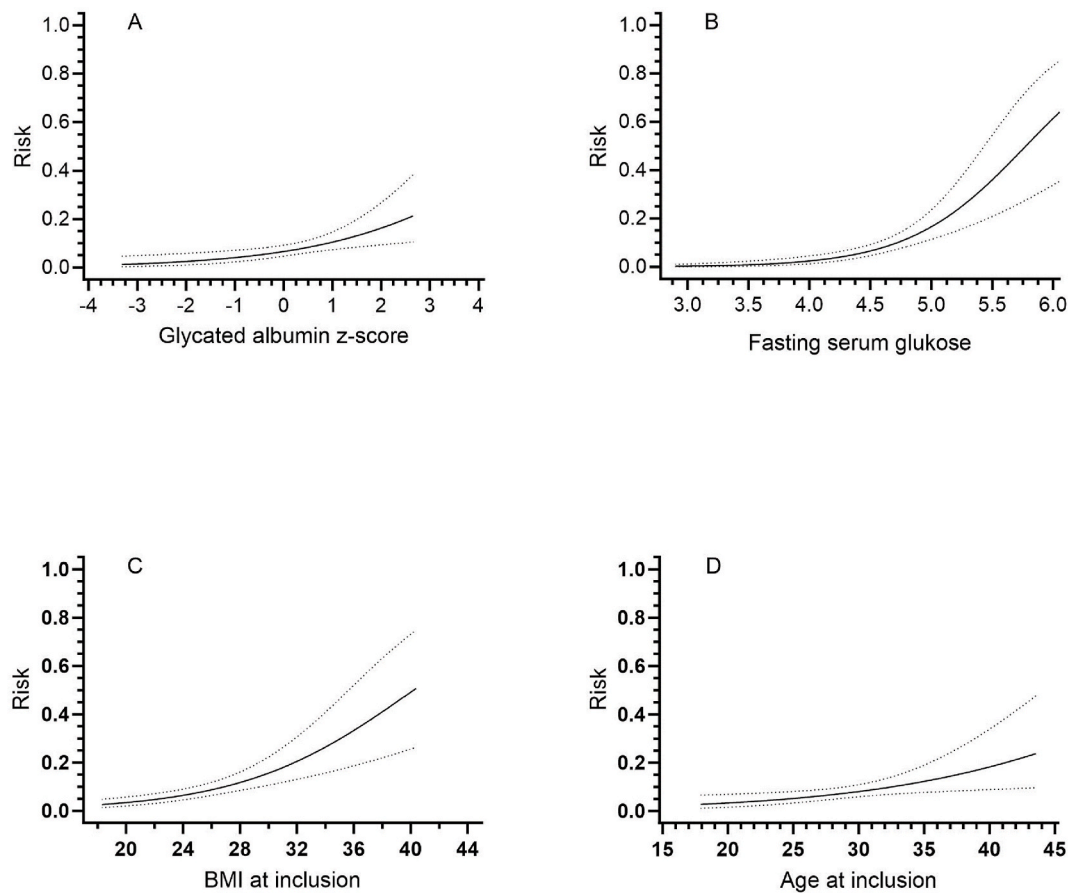 A
1.0
0.8
0.6
0.4
0.2
0.0
Risk
-4 -3 -2 -1 0 1 2 3 4
Glycated albumin z-score
B
1.0
0.8
0.6
0.4
0.2
0.0
Risk
3.0 3.5 4.0 4.5 5.0 5.5 6.0
Fasting serum glukose
C
1.0
0.8
0.6
0.4
0.2
0.0
Risk
20 24 28 32 36 40 44
BMI at inclusion
D
1.0
0.8
0.6
0.4
0.2
0.0
Risk
15 20 25 30 35 40 45
Age at inclusion